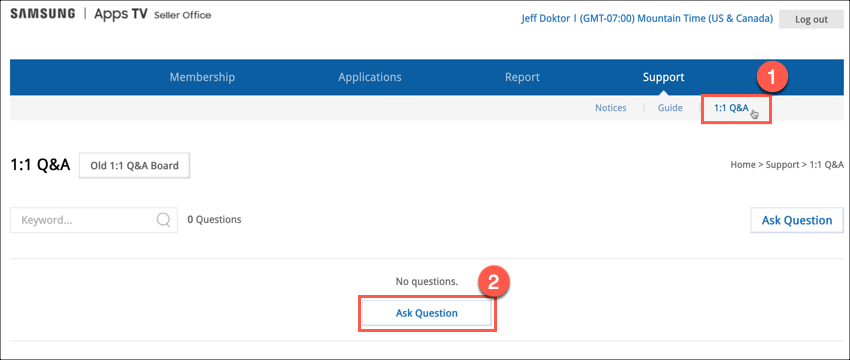 SAMSUNG | Apps TV Seller Office
Jeff Doktor | (GMT-07:00) Mountain Time (US & Canada)
Log out
Membership
Applications
Report
Support
1
Notices
Guide
1:1 Q&A
1:1 Q&A
Old 1:1 Q&A Board
Home > Support > 1:1 Q&A
Keyword...
0 Questions
Ask Question
No questions.
2
Ask Question